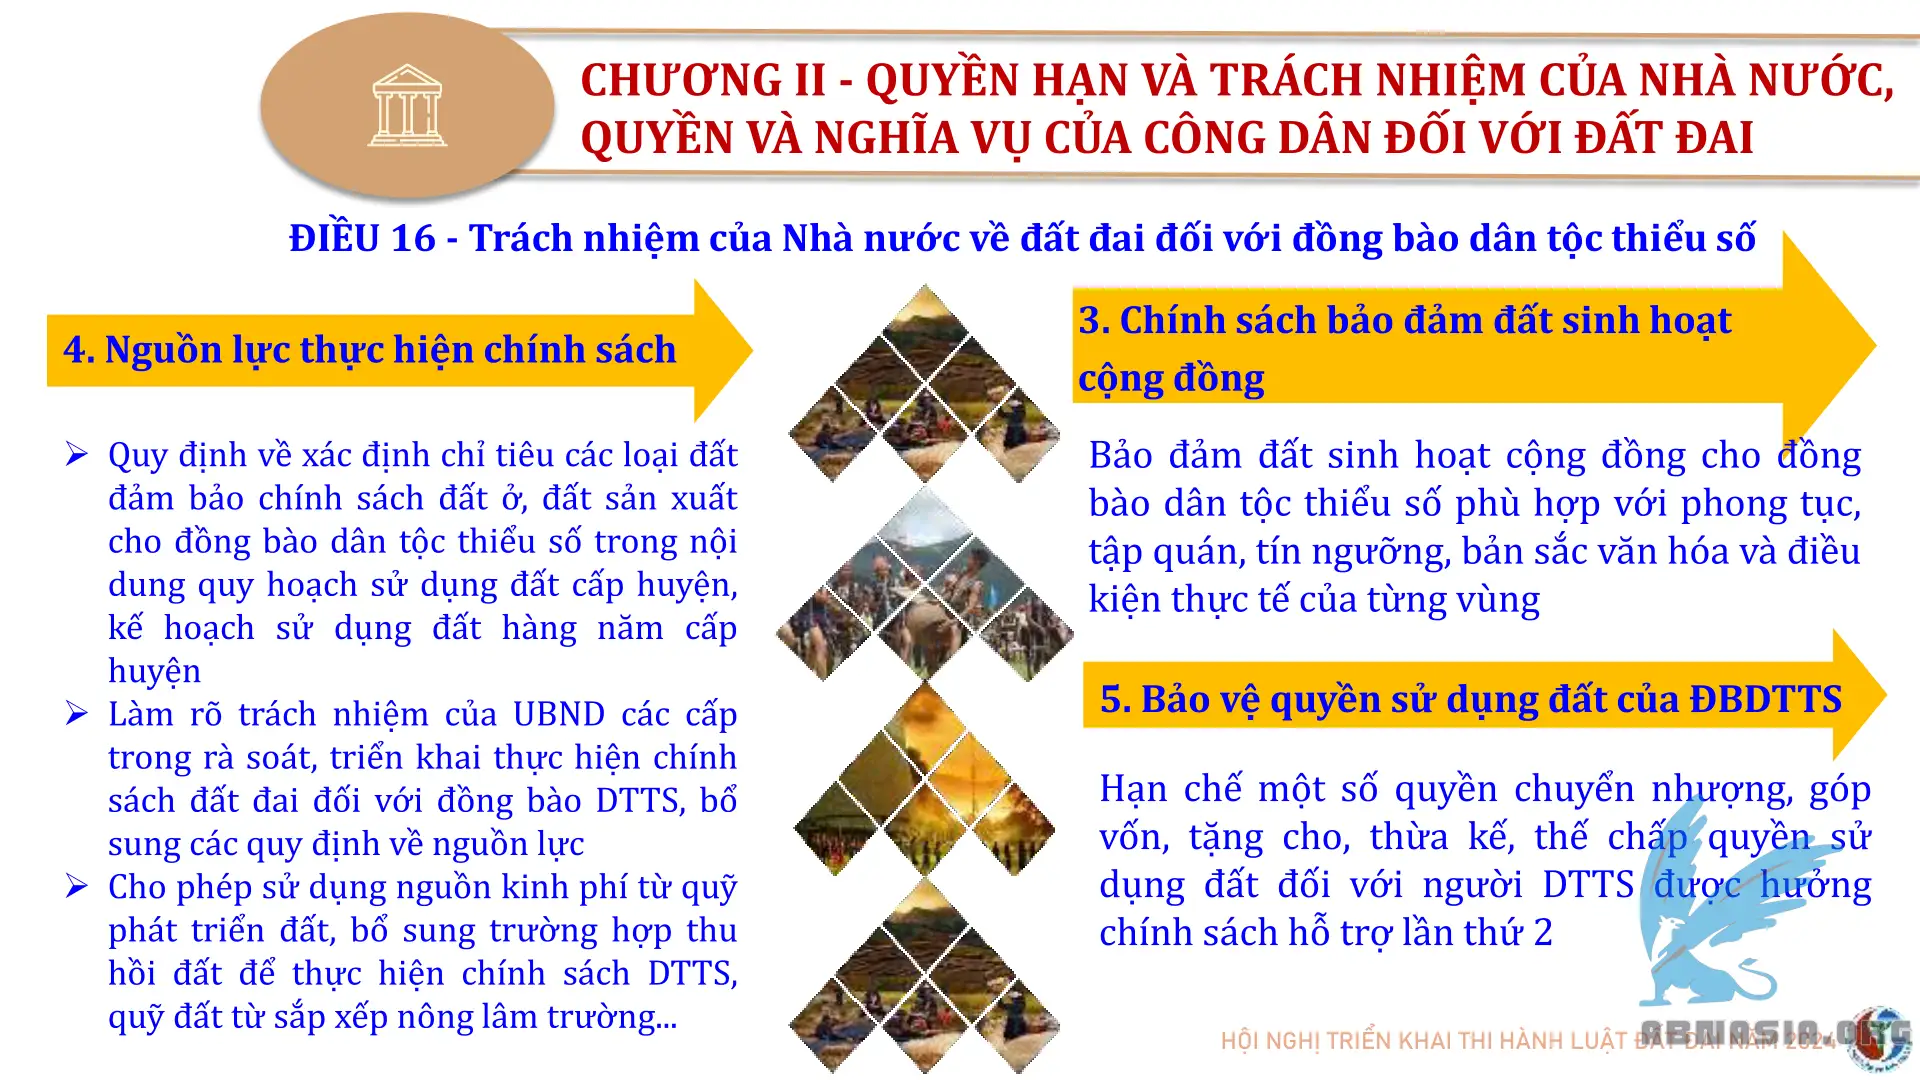 CHƯƠNG II - QUYỀN HẠN VÀ TRÁCH NHIỆM CỦA NHÀ NƯỚC,
QUYỀN VÀ NGHĨA VỤ CỦA CÔNG DÂN ĐỐI VỚI ĐẤT ĐAI
ĐIỀU 16 - Trách nhiệm của Nhà nước về đất đai đối với đồng bào dân tộc thiểu số
4. Nguồn lực thực hiện chính sách
➢ Quy định về xác định chỉ tiêu các loại đất
đảm bảo chính sách đất ở, đất sản xuất
cho đồng bào dân tộc thiểu số trong nội
dung quy hoạch sử dụng đất cấp huyện,
kế hoạch sử dụng đất hàng năm cấp
huyện
➢ Làm rõ trách nhiệm của UBND các cấp
trong rà soát, triển khai thực hiện chính
sách đất đai đối với đồng bào DTTS, bổ
sung các quy định về nguồn lực
➢ Cho phép sử dụng nguồn kinh phí từ quỹ
phát triển đất, bổ sung trường hợp thu
hồi đất để thực hiện chính sách DTTS,
quỹ đất từ sắp xếp nông lâm trường...
3. Chính sách bảo đảm đất sinh hoạt
cộng đồng
Bảo đảm đất sinh hoạt cộng đồng cho đồng
bào dân tộc thiểu số phù hợp với phong tục,
tập quán, tín ngưỡng, bản sắc văn hóa và điều
kiện thực tế của từng vùng
5. Bảo vệ quyền sử dụng đất của ĐBDTTS
Hạn chế một số quyền chuyển nhượng, góp
vốn, tặng cho, thừa kế, thế chấp quyền sử
dụng đất đối với người DTTS được hưởng
chính sách hỗ trợ lần thứ 2
HỘI NGHỊ TRIỂN KHAI THI HÀNH LUẬT ĐẤT ĐAI NĂM 2024
ABNASIA.ORG